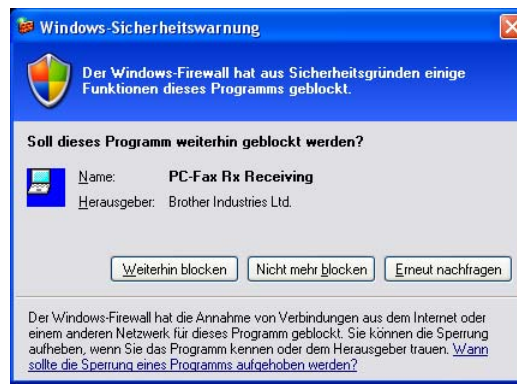 Windows-Sicherheitswarnung
Der Windows-Firewall hat aus Sicherheitsgründen einige
Funktionen dieses Programms geblockt.
Soll dieses Programm weiterhin geblockt werden?
Name: PC-Fax Rx Receiving
Herausgeber: Brother Industries Ltd.
Weiterhin blocken Nicht mehr blocken Erneut nachfragen
Der Windows-Firewall hat die Annahme von Verbindungen aus dem Internet oder
einem anderen Netzwerk für dieses Programm geblockt. Sie können die Sperrung
aufheben, wenn Sie das Programm kennen oder dem Herausgeber trauen. Wann
sollte die Sperrung eines Programms aufgehoben werden?